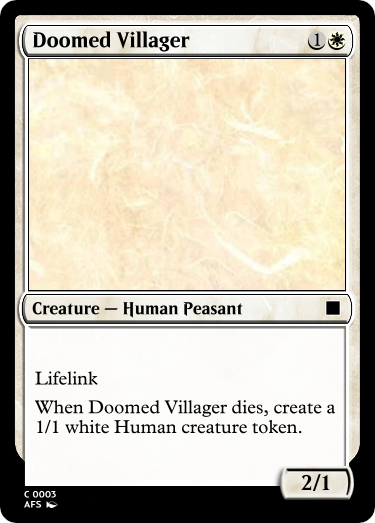 Doomed Villager 1
Creature — Human Peasant
Lifelink
When Doomed Villager dies, create a
1/1 white Human creature token.
2/1
C 0003
AFS